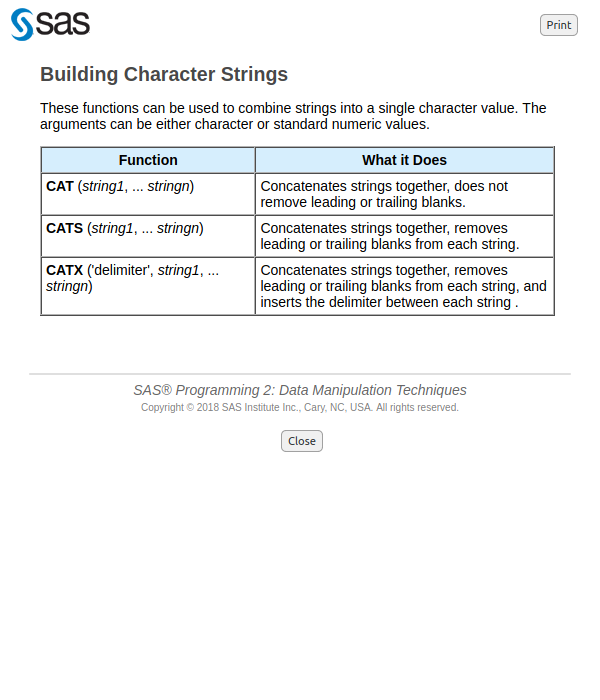 sas
Print
Building Character Strings
These functions can be used to combine strings into a single character value. The
arguments can be either character or standard numeric values.
Function
What it Does
CAT (string1, ... stringn)
Concatenates strings together, does not
remove leading or trailing blanks.
CATS (string1, ... stringn)
Concatenates strings together, removes
leading or trailing blanks from each string.
CATX ('delimiter', string1, ...
stringn)
Concatenates strings together, removes
leading or trailing blanks from each string, and
inserts the delimiter between each string .
SAS® Programming 2: Data Manipulation Techniques
Copyright © 2018 SAS Institute Inc., Cary, NC, USA. All rights reserved.
Close